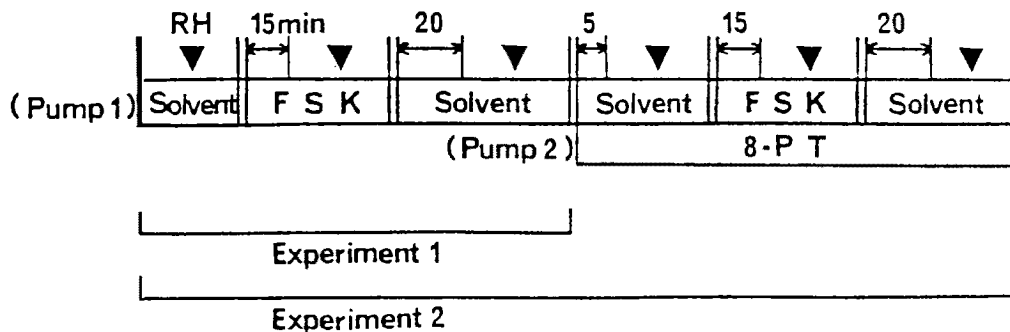 RH 15min 20 5 15 20
(Pump 1) Solvent F S K Solvent Solvent F S K Solvent
(Pump 2) 8-P T
Experiment 1
Experiment 2